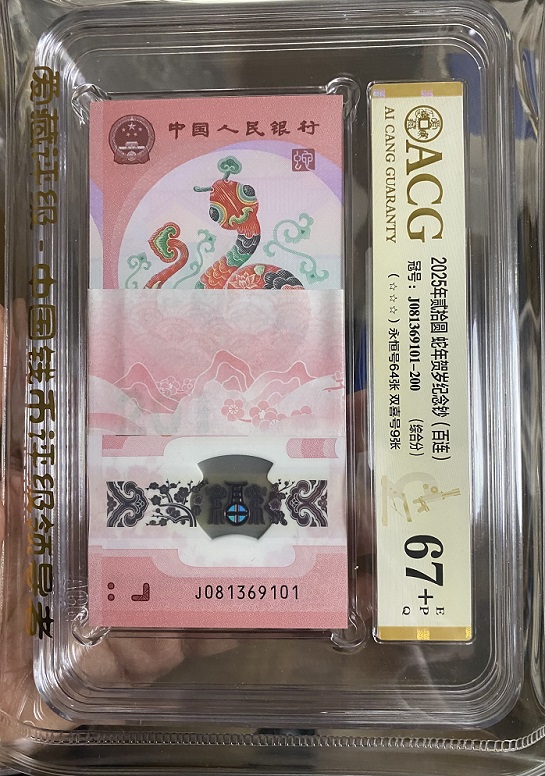 爱藏评级 - 中国钱币评级领导者
中国人民银行
J081369101
ACG
AI CANG GUARANTY
2025年贰拾圆 蛇年贺岁纪念钞（百连）
冠号：J081369101-200 (综合分)
（☆☆☆）永恒号64张 双喜号9张
67+ E
P
Q